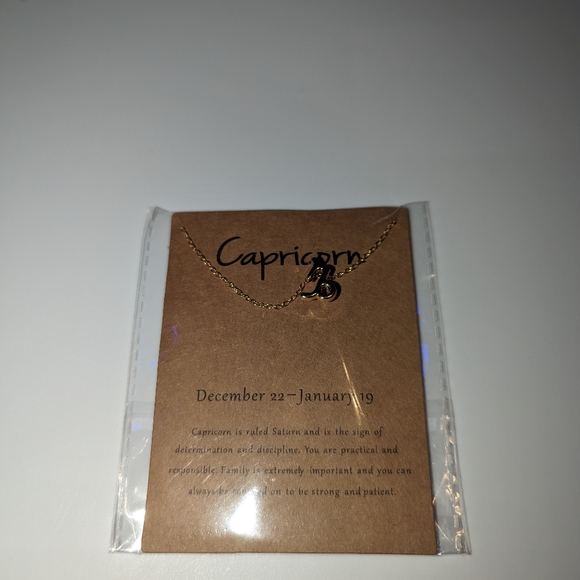 Capricorn
December 22-January 19
Capricorn is ruled Saturn and is the sign of
determination and discipline. You are practical and
responsible. Family is extremely important and you can
always be on to be strong and patient.